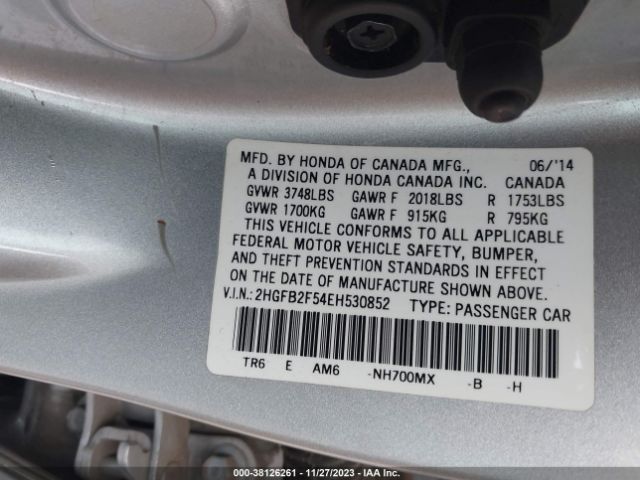 MFD. BY HONDA OF CANADA MFG., 06/'14
A DIVISION OF HONDA CANADA INC. CANADA
GVWR 3748LBS GAWR F 2018LBS R 1753LBS
GVWR 1700KG GAWR F 915KG R 795KG
THIS VEHICLE CONFORMS TO ALL APPLICABLE
FEDERAL MOTOR VEHICLE SAFETY, BUMPER,
AND THEFT PREVENTION STANDARDS IN EFFECT
ON THE DATE OF MANUFACTURE SHOWN ABOVE.
V.I.N.: 2HGFB2F54EH530852 TYPE: PASSENGER CAR
TR6 E AM6 -NH700MX -B -H
000-38126261 - 11/27/2023 - IAA Inc.